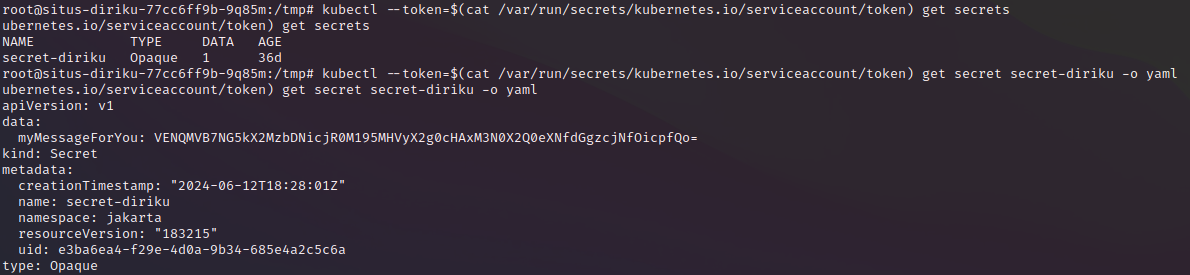 root@situs-diriku-77cc6ff9b-9q85m:/tmp# kubectl --token=$(cat /var/run/secrets/kubernetes.io/serviceaccount/token) get secrets
ubernetes.io/serviceaccount/token) get secrets
NAME            TYPE     DATA   AGE
secret-diriku   Opaque   1      36d
root@situs-diriku-77cc6ff9b-9q85m:/tmp# kubectl --token=$(cat /var/run/secrets/kubernetes.io/serviceaccount/token) get secret secret-diriku -o yaml
ubernetes.io/serviceaccount/token) get secret secret-diriku -o yaml
apiVersion: v1
data:
  myMessageForYou: VENQMVB7NG5kX2MzbDNicjR0M195MHVyX2g0cHAxM3N0X2Q0eXNfdGgzcjNfOicpfQo=
kind: Secret
metadata:
  creationTimestamp: "2024-06-12T18:28:01Z"
  name: secret-diriku
  namespace: jakarta
  resourceVersion: "183215"
  uid: e3ba6ea4-f29e-4d0a-9b34-685e4a2c5c6a
type: Opaque